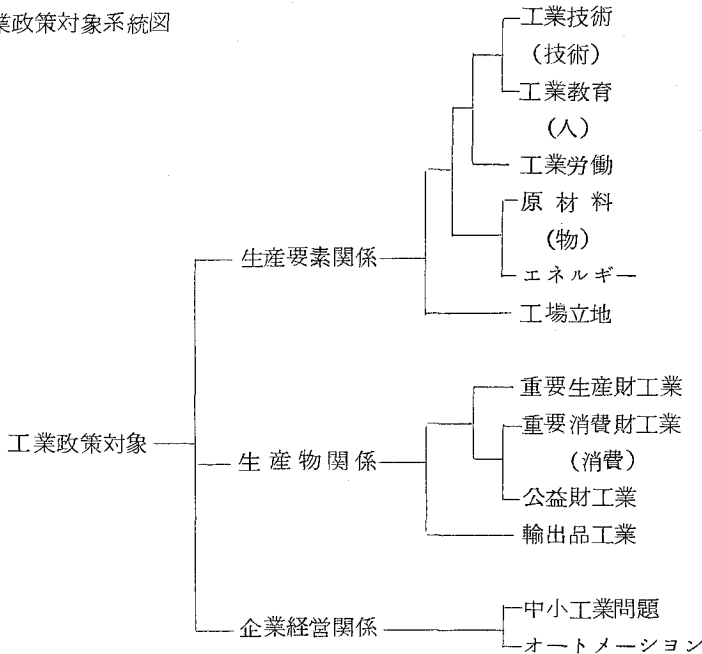 業政策対象系統図
工業技術
(技術)
工業教育
(人)
工業労働
原材料
(物)
エネルギー
工場立地
生産要素関係
重要生産財工業
重要消費財工業
(消費)
公益財工業
輸出品工業
生産物関係
工業政策対象
中小工業問題
オートメーション
企業経営関係